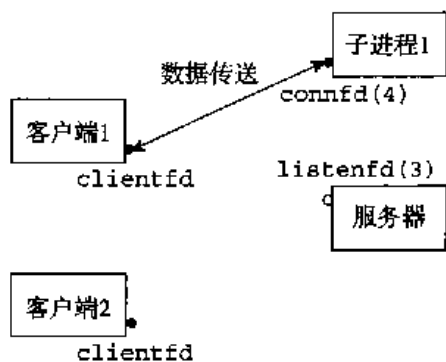 子进程1
数据传送
connfd(4)
客户端1
clientfd
listenfd(3)
服务器
客户端2
clientfd